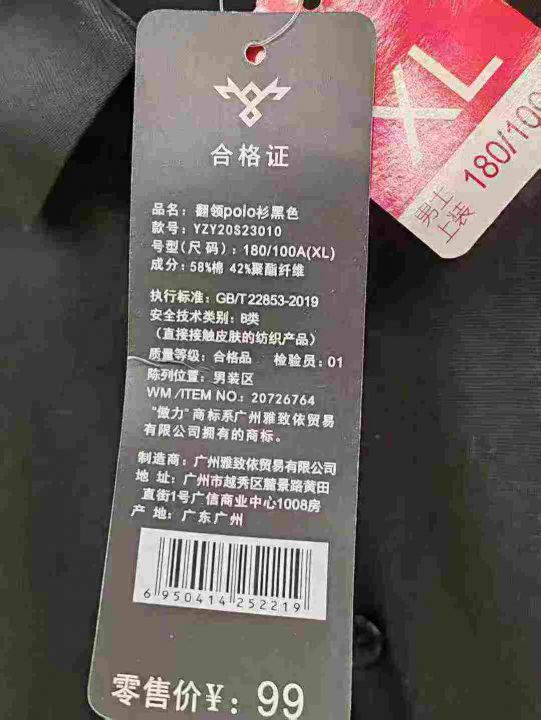 合格证
品名：翻领polo衫黑色
款号：YZY20S23010
号型(尺码)：180/100A(XL)
成分：58%棉 42%聚酯纤维
执行标准：GB/T22853-2019
安全技术类别：B类
（直接接触皮肤的纺织产品）
质量等级：合格品 检验员：01
陈列位置：男装区
WM /ITEM NO.：20726764
“傲力”商标系广州雅致依贸易
有限公司拥有的商标。
制造商：广州雅致依贸易有限公司
地 址：广州市越秀区麓景路黄田
直街1号广信商业中心1008房
产 地：广东广州
6 950414 252219
零售价￥：99
XL
男士
上装
180/100